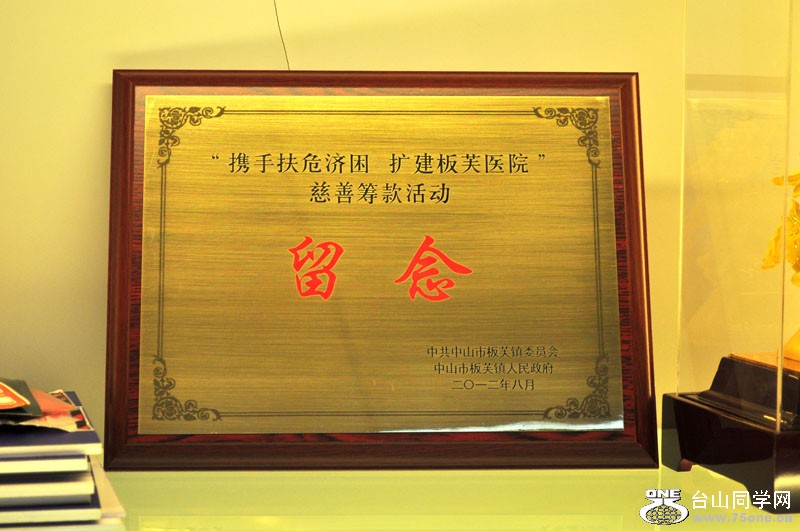 “携手扶危济困 扩建板芙医院”
慈善筹款活动
留念
中共中山市板芙镇委员会
中山市板芙镇人民政府
二〇一二年八月
ONE 台山同学网
www.75one.cn